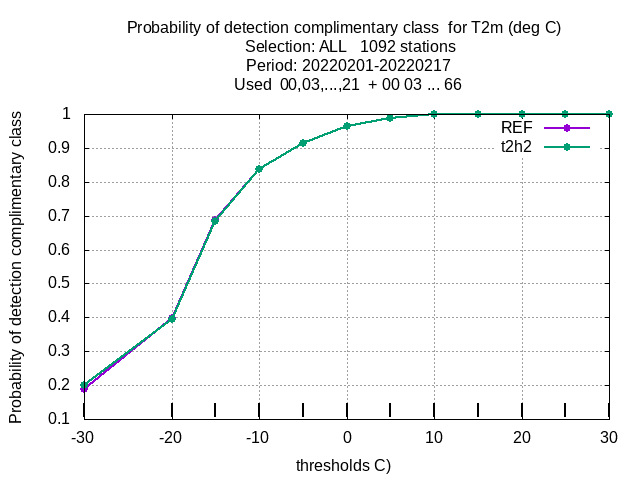 Probability of detection complimentary class  for T2m (deg C)
Selection: ALL   1092 stations
Period: 20220201-20220217
Used  00,03,...,21  + 00 03 ... 66
Probability of detection complimentary class
1
0.9
0.8
0.7
0.6
0.5
0.4
0.3
0.2
0.1
REF
t2h2
-30
-20
-10
0
10
20
30
thresholds C)